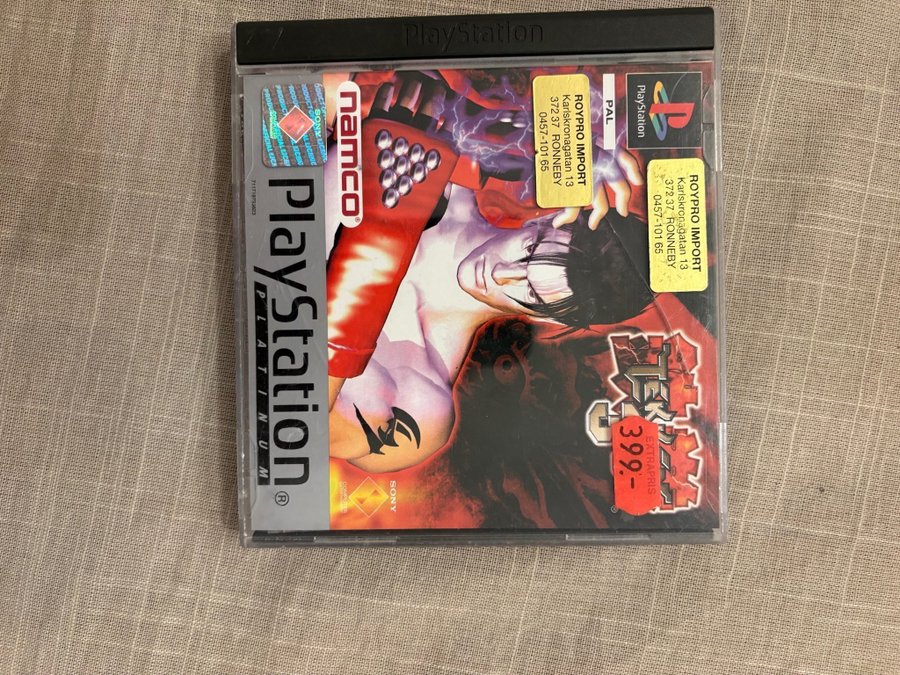 PlayStation
PlayStation
PAL
ROYPRO IMPORT
Karlskronagatan 13
372 37 RONNEBY
0457-101 65
ROYPRO IMPORT
Karlskronagatan 13
372 37 RONNEBY
0457-101 65
TEKKEN
3
EXTRAPRIS
399.-
namco®
SONY
PlayStation®
PLATINUM